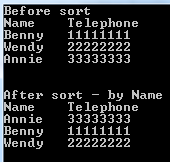 Before sort
Name Telephone
Benny 11111111
Wendy 22222222
Annie 33333333
After sort - by Name
Name Telephone
Annie 33333333
Benny 11111111
Wendy 22222222